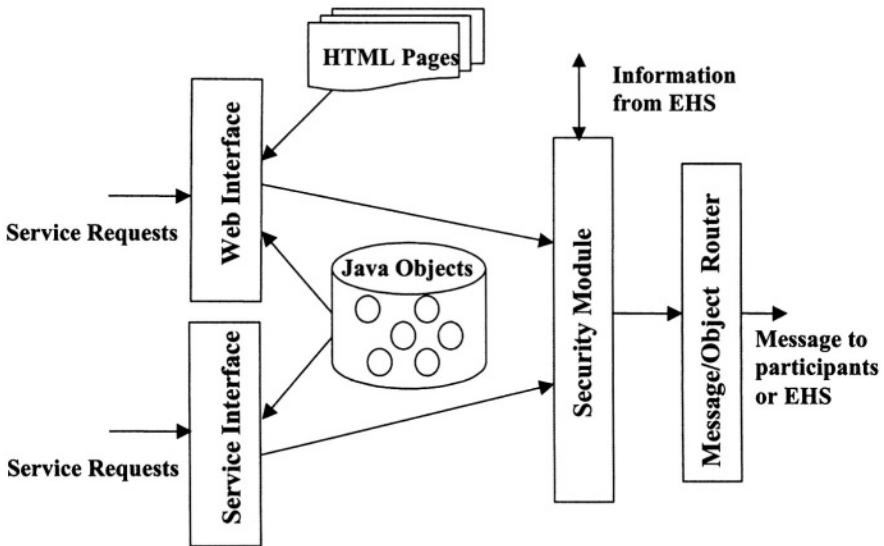 HTML Pages
Information
from EHS
Web Interface
Service Requests
Java Objects
Security Module
Message/Object Router
Message to
participants
or EHS
Service Interface
Service Requests